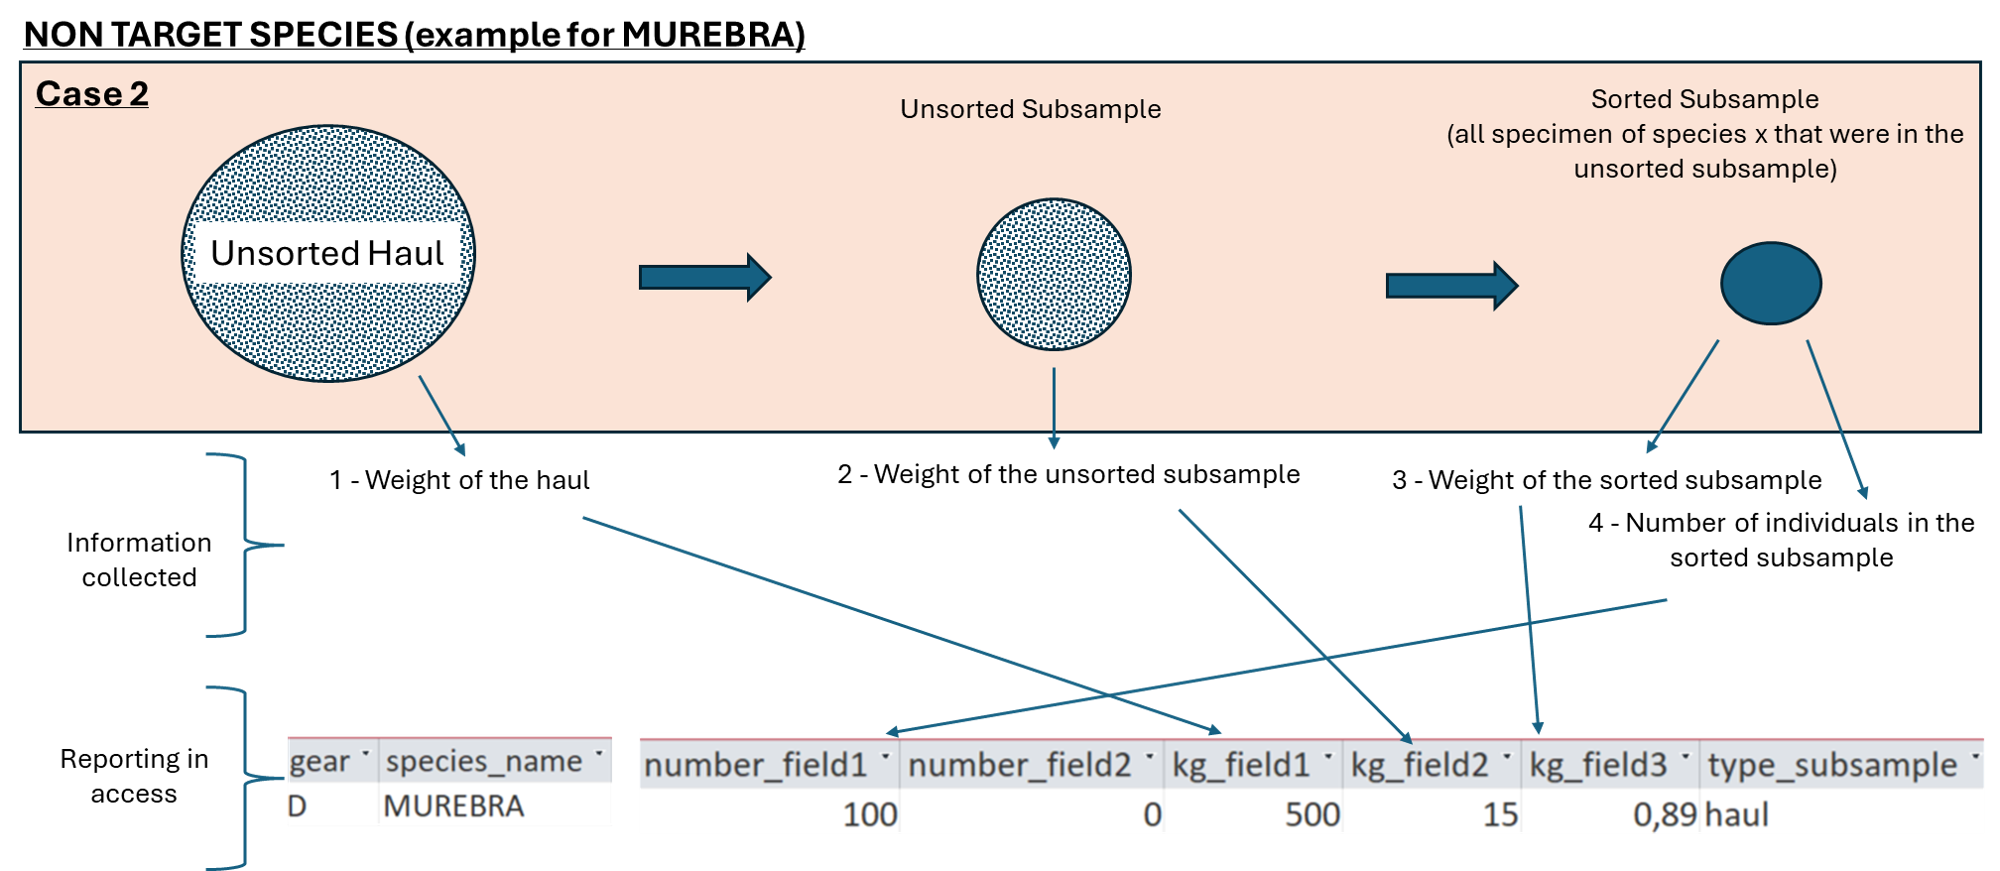 NON TARGET SPECIES (example for MUREBRA)
Case 2
Unsorted Haul
Unsorted Subsample
Sorted Subsample
(all specimen of species x that were in the
unsorted subsample)
Information
collected
1 - Weight of the haul
2 - Weight of the unsorted subsample
3 - Weight of the sorted subsample
4 - Number of individuals in the
sorted subsample
Reporting in
access
gear species_name number_field1 number_field2 kg_field1 kg_field2 kg_field3 type_subsample
D MUREBRA 100 0 500 15 0,89 haul